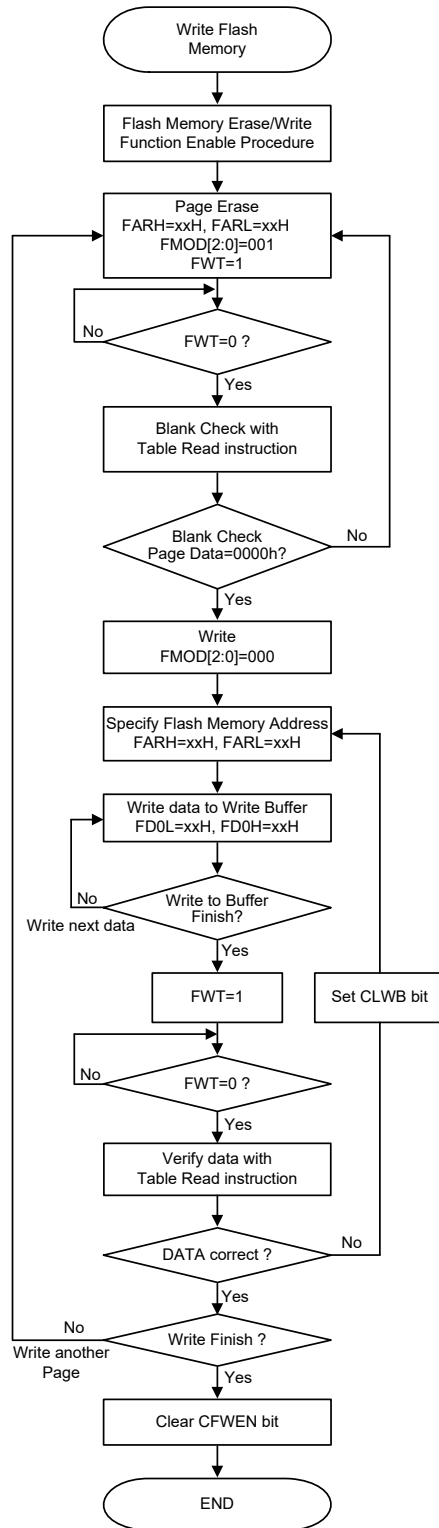 Write Flash
Memory
Flash Memory Erase/Write
Function Enable Procedure
Page Erase
FARH=xxH, FARL=xxH
FMOD[2:0]=001
FWT=1
No
FWT=0 ?
Yes
Blank Check with
Table Read instruction
Blank Check
Page Data=0000h?
No
Yes
Write
FMOD[2:0]=000
Specify Flash Memory Address
FARH=xxH, FARL=xxH
Write data to Write Buffer
FD0L=xxH, FD0H=xxH
No
Write next data
Write to Buffer
Finish?
Yes
FWT=1
Set CLWB bit
No
FWT=0 ?
Yes
Verify data with
Table Read instruction
DATA correct ?
No
Yes
No
Write another
Page
Write Finish ?
Yes
Clear CFWEN bit
END